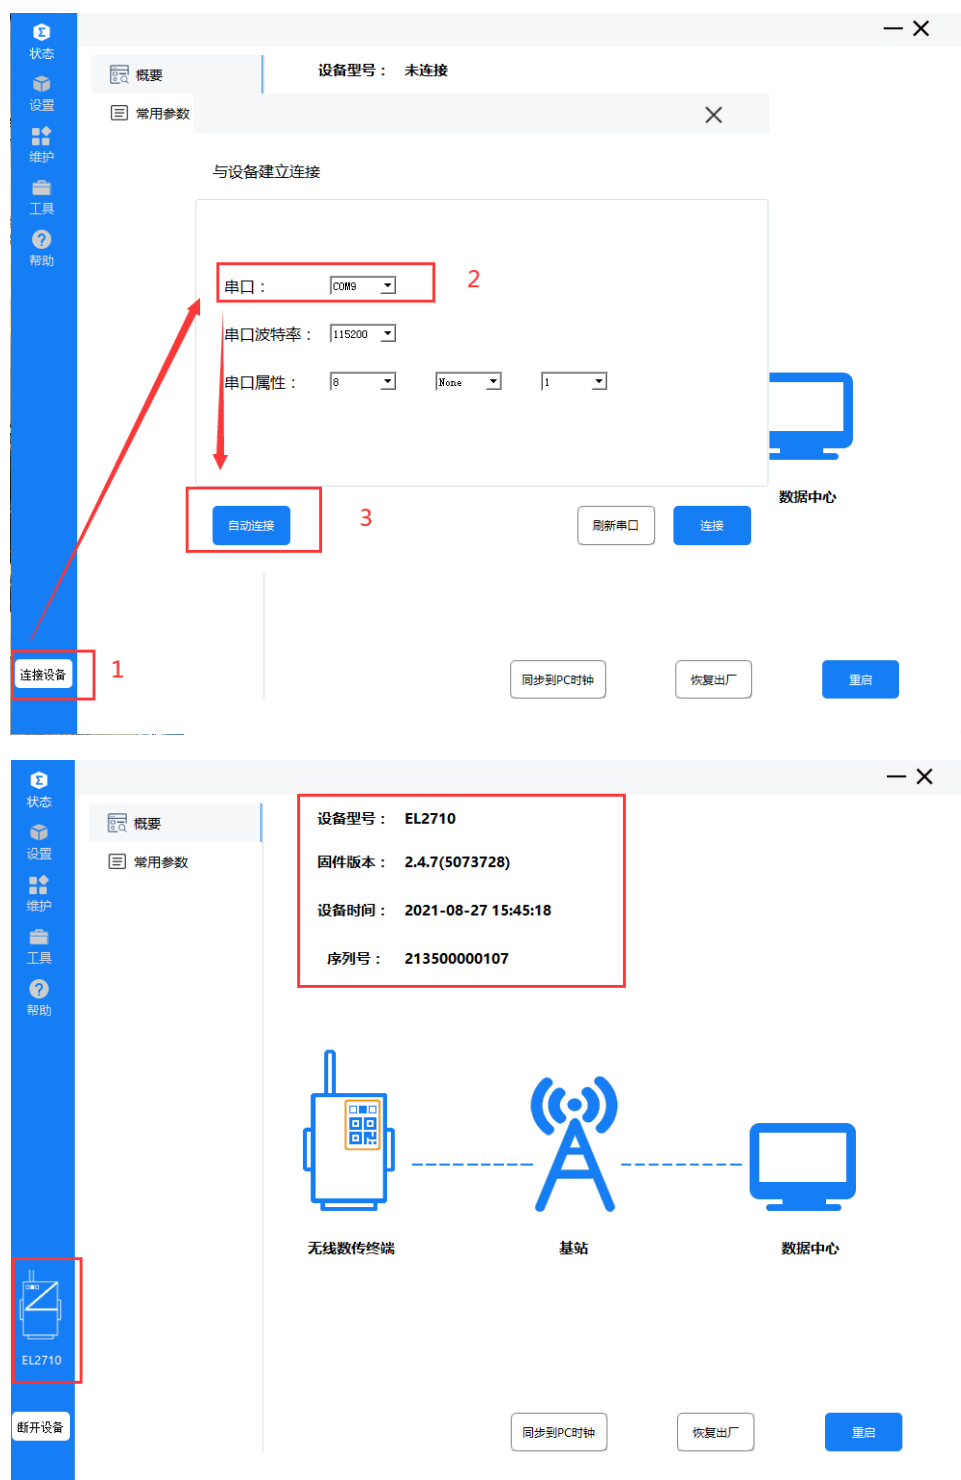 状态
设置
维护
工具
帮助
概要
常用参数
设备型号： 未连接
与设备建立连接
串口： COM9
2
串口波特率： 115200
串口属性： 8 None 1
数据中心
自动连接
3
刷新串口
连接
连接设备
1
同步到PC时钟
恢复出厂
重启
状态
设置
维护
工具
帮助
概要
常用参数
设备型号： EL2710
固件版本： 2.4.7(5073728)
设备时间： 2021-08-27 15:45:18
序列号： 213500000107
无线数传终端
基站
数据中心
EL2710
断开设备
同步到PC时钟
恢复出厂
重启